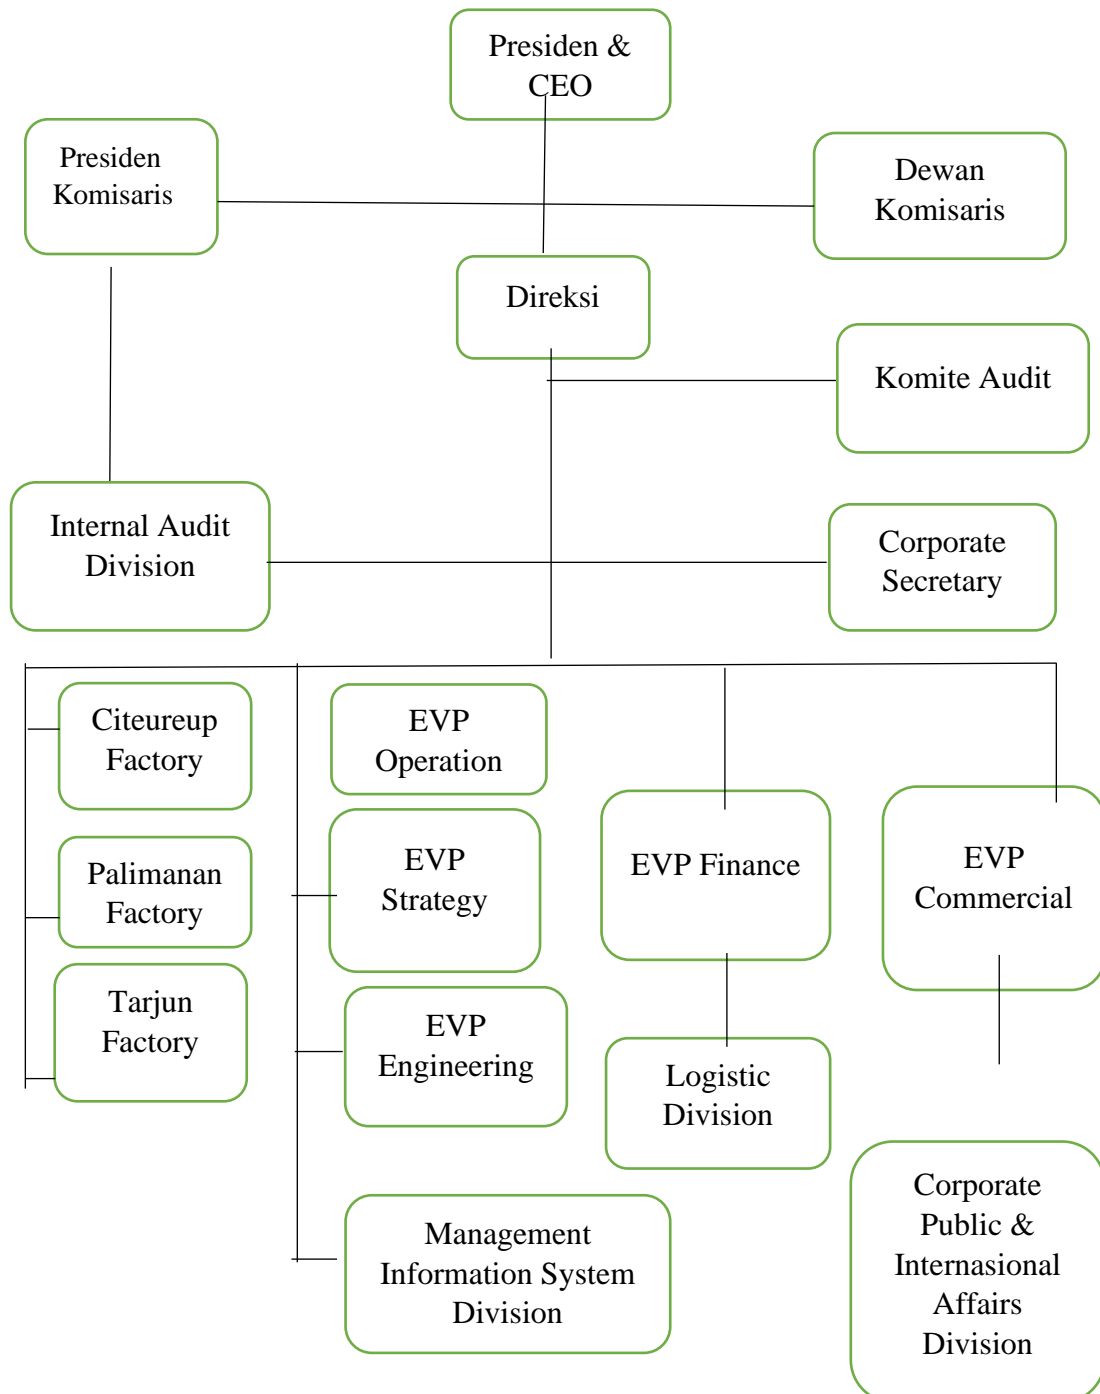 Presiden &
CEO
Presiden
Komisaris
Dewan
Komisaris
Direksi
Komite Audit
Internal Audit
Division
Corporate
Secretary
Citeureup
Factory
EVP
Operation
Palimanan
Factory
EVP
Strategy
EVP Finance
EVP
Commercial
Tarjun
Factory
EVP
Engineering
Logistic
Division
Management
Information System
Division
Corporate
Public &
Internasional
Affairs
Division